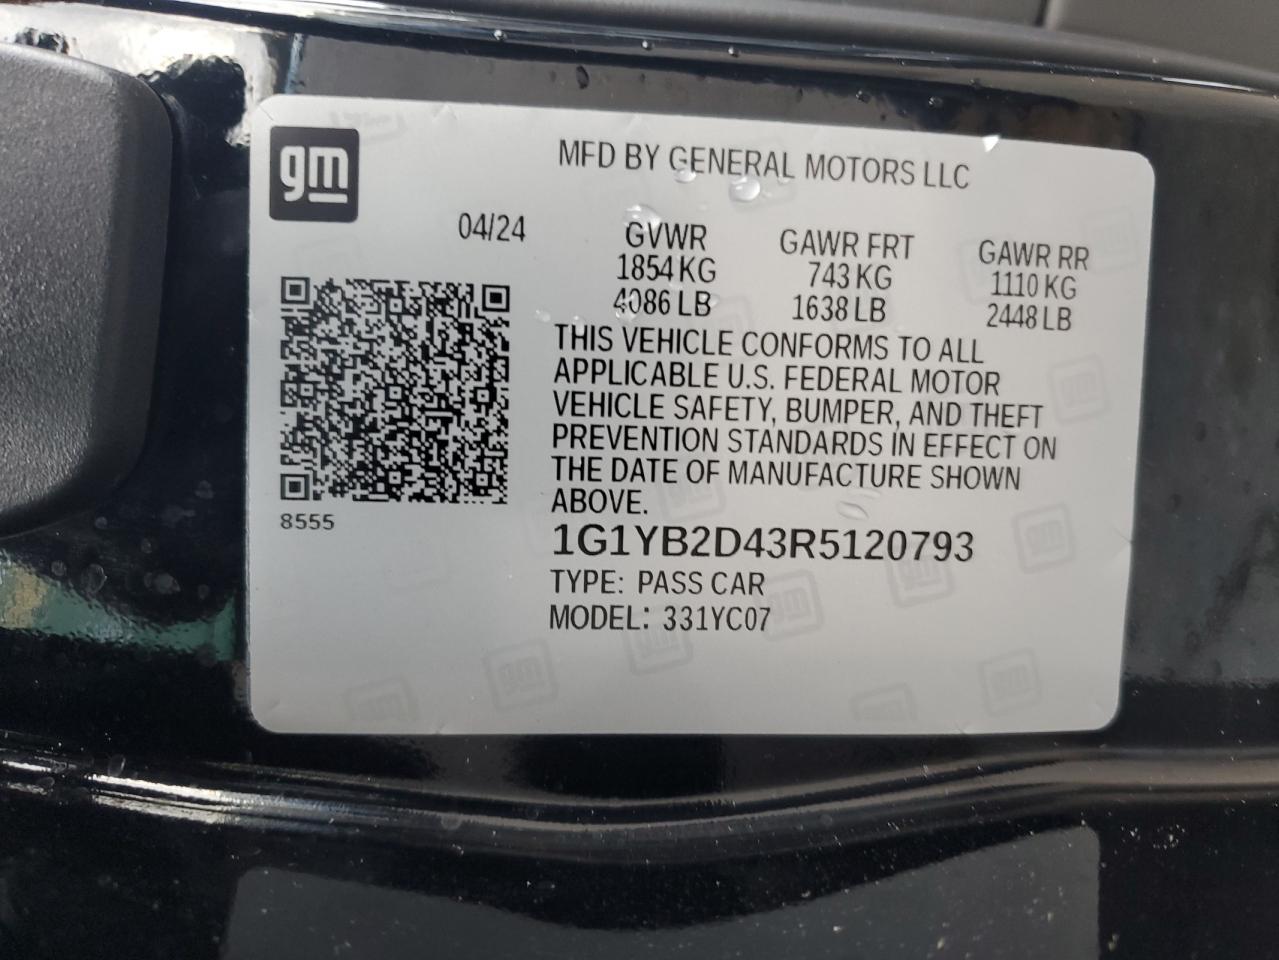 gm
MFD BY GENERAL MOTORS LLC
04/24
GVWR GAWR FRT GAWR RR
1854 KG 743 KG 1110 KG
4086 LB 1638 LB 2448 LB
THIS VEHICLE CONFORMS TO ALL
APPLICABLE U.S. FEDERAL MOTOR
VEHICLE SAFETY, BUMPER, AND THEFT
PREVENTION STANDARDS IN EFFECT ON
THE DATE OF MANUFACTURE SHOWN
ABOVE.
8555
1G1YB2D43R5120793
TYPE: PASS CAR
MODEL: 331YC07